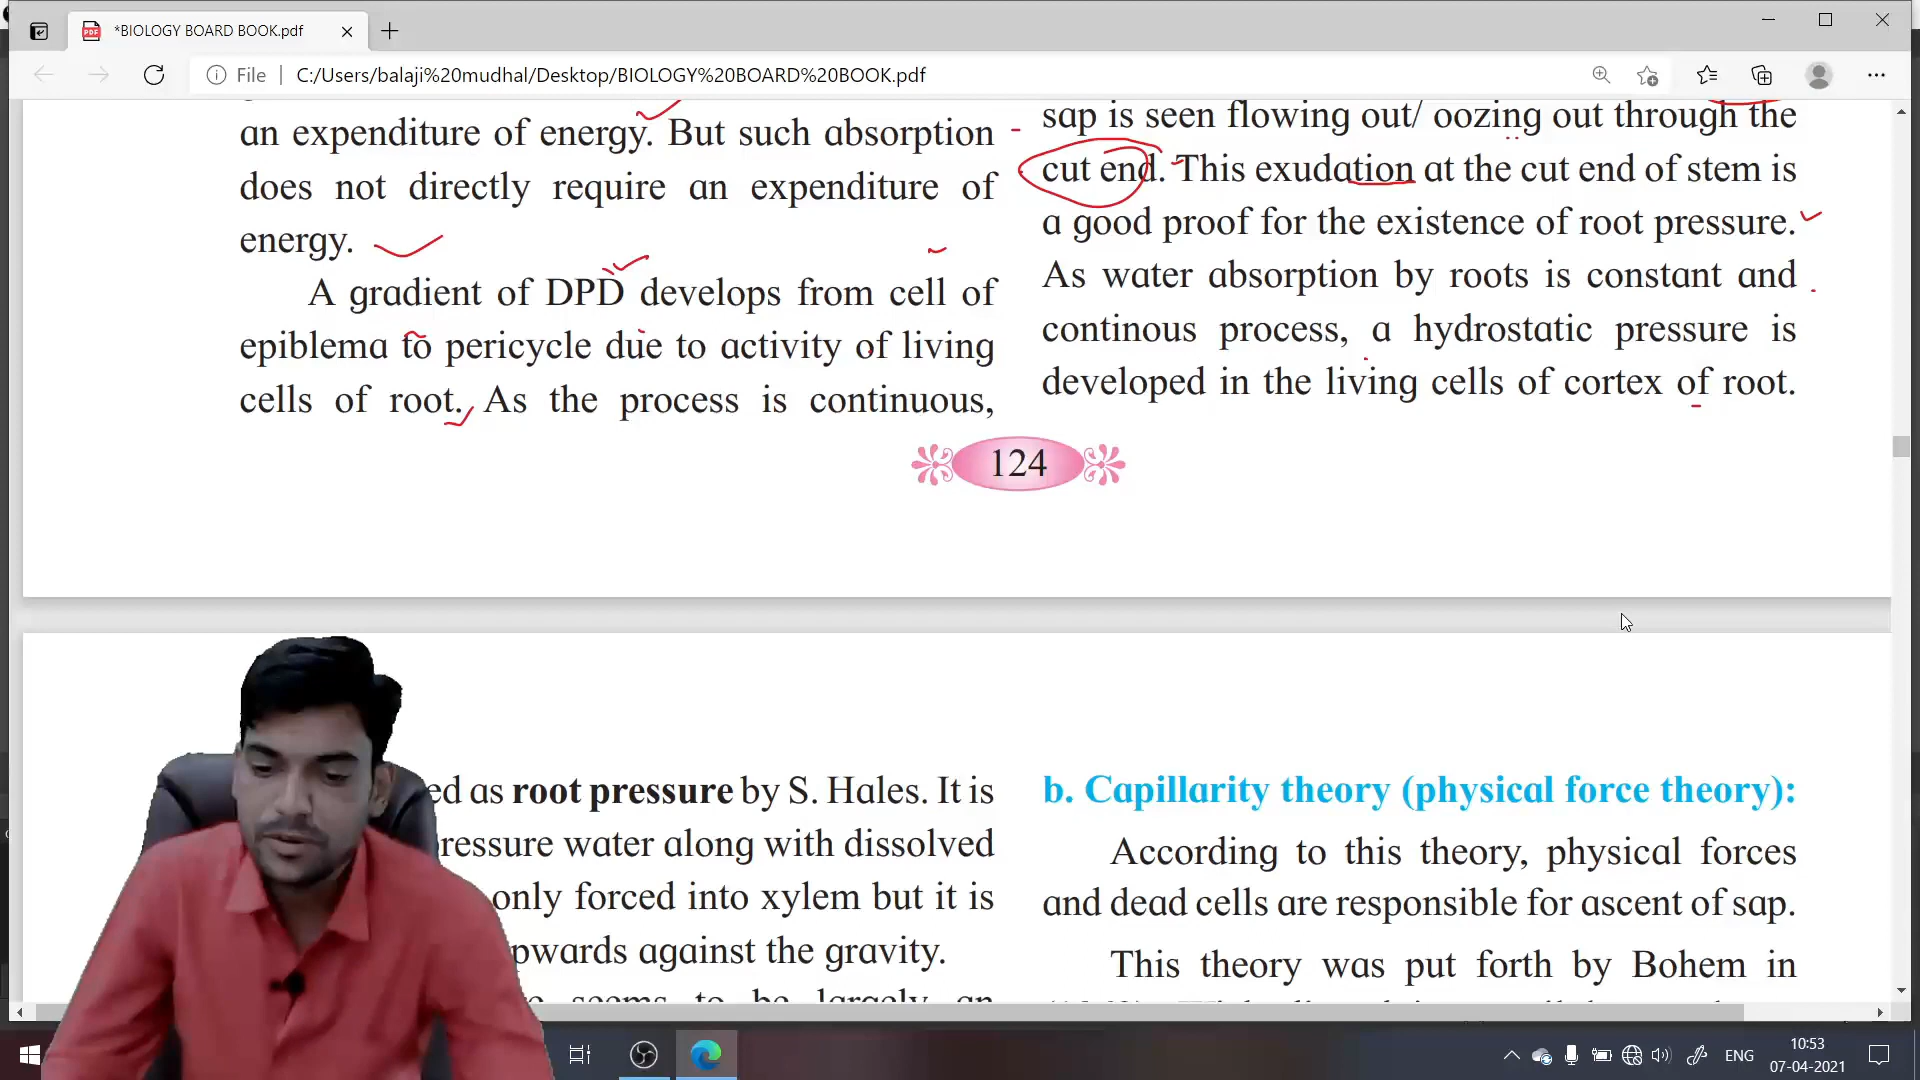 *BIOLOGY BOARD BOOK.pdf
File
C:/Users/balaji%20mudhal/Desktop/BIOLOGY%20BOARD%20BOOK.pdf
an expenditure of energy. But such absorption
does not directly require an expenditure of
energy.
A gradient of DPD develops from cell of
epiblema to pericycle due to activity of living
cells of root. As the process is continuous,
sap is seen flowing out/ oozing out through the
cut end. This exudation at the cut end of stem is
a good proof for the existence of root pressure.
As water absorption by roots is constant and
continous process, a hydrostatic pressure is
developed in the living cells of cortex of root.
124
ed as root pressure by S. Hales. It is
ressure water along with dissolved
only forced into xylem but it is
pwards against the gravity.
seems to be largely an
b. Capillarity theory (physical force theory):
According to this theory, physical forces
and dead cells are responsible for ascent of sap.
This theory was put forth by Bohem in
ENG
10:53
07-04-2021